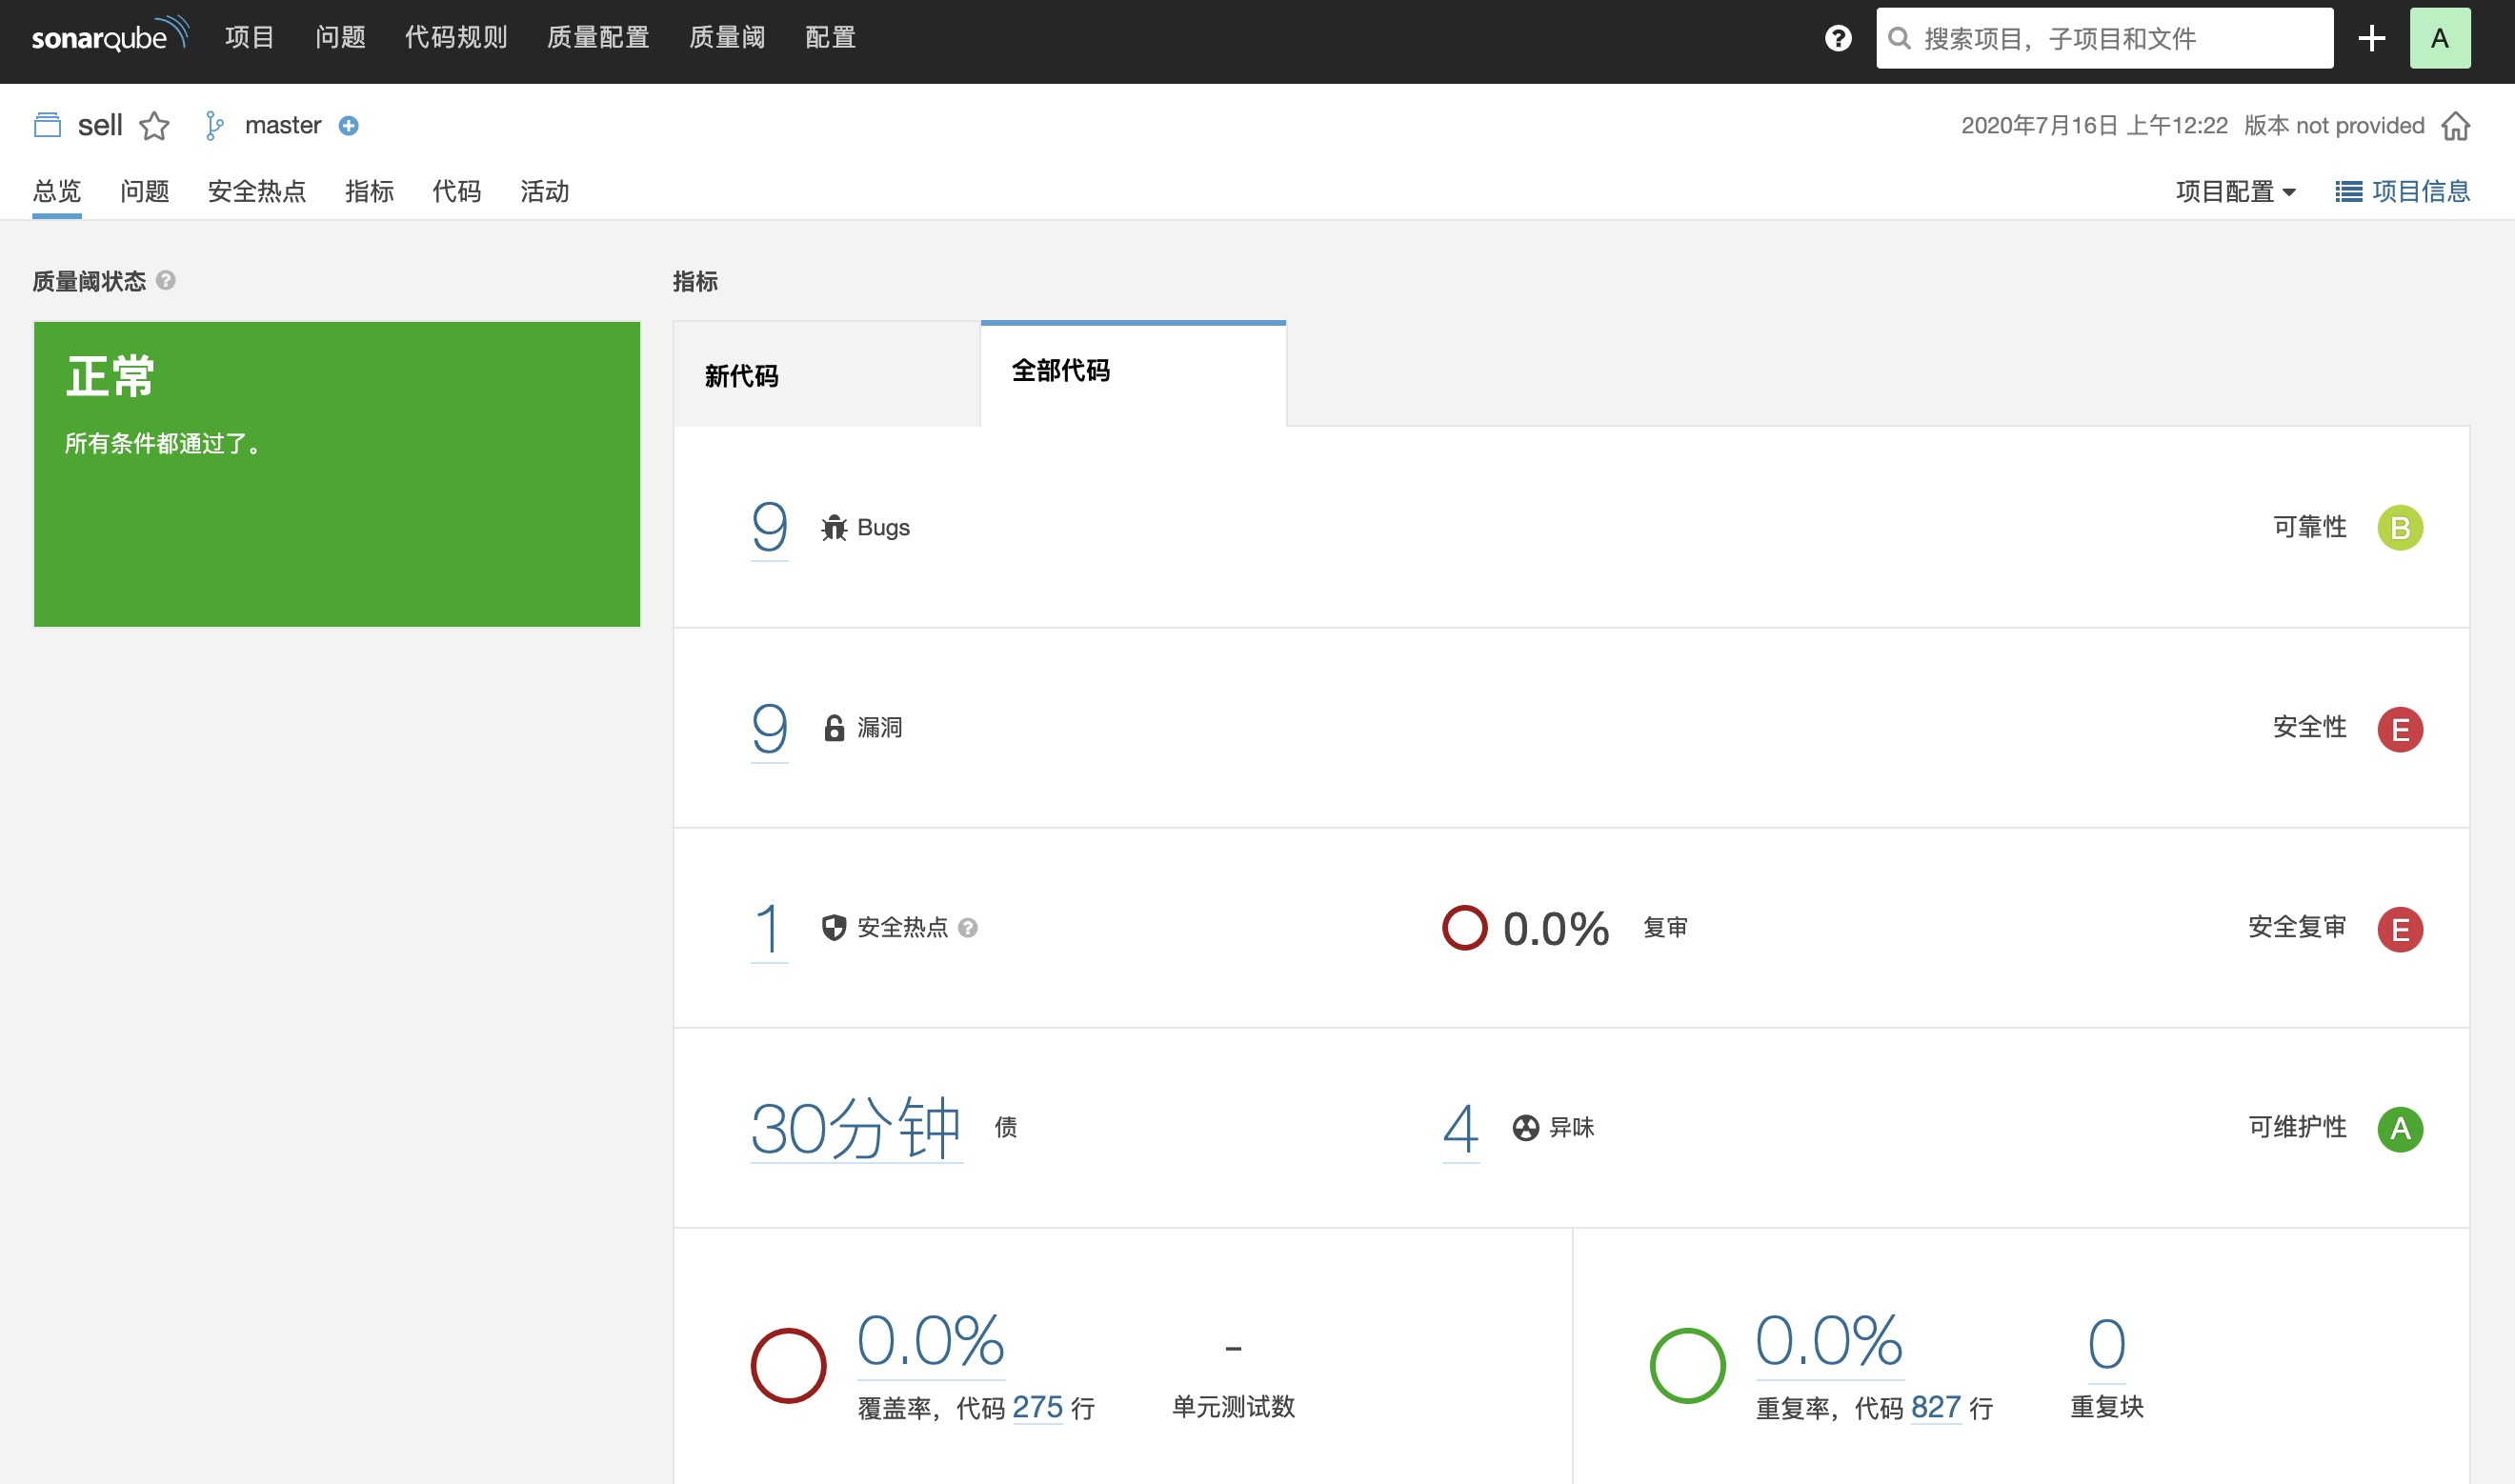 sonarqube 项目 问题 代码规则 质量配置 质量阈 配置 搜索项目，子项目和文件 A
sell master 2020年7月16日 上午12:22 版本 not provided
总览 问题 安全热点 指标 代码 活动 项目配置 项目信息
质量阈状态
正常
所有条件都通过了。
指标
新代码 全部代码
9 Bugs 可靠性 B
9 漏洞 安全性 E
1 安全热点 0.0% 复审 安全复审 E
30分钟 债 4 异味 可维护性 A
0.0% - 0.0% 0
覆盖率，代码 275 行 单元测试数 重复率，代码 827 行 重复块